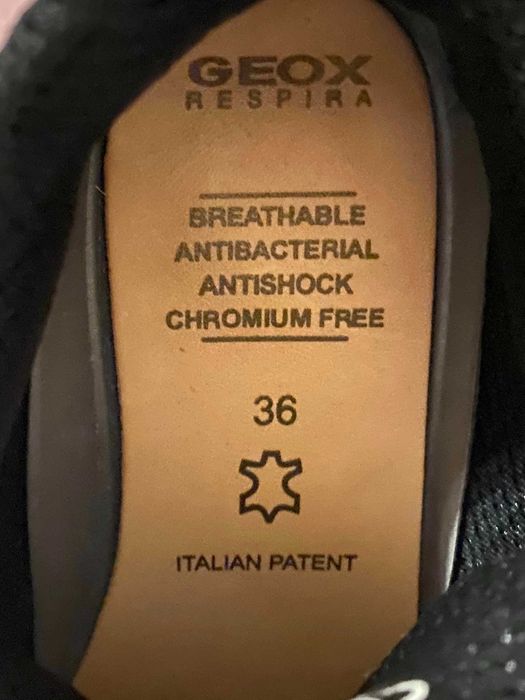 GEOX
RESPIRA
BREATHABLE
ANTIBACTERIAL
ANTISHOCK
CHROMIUM FREE
36
ITALIAN PATENT